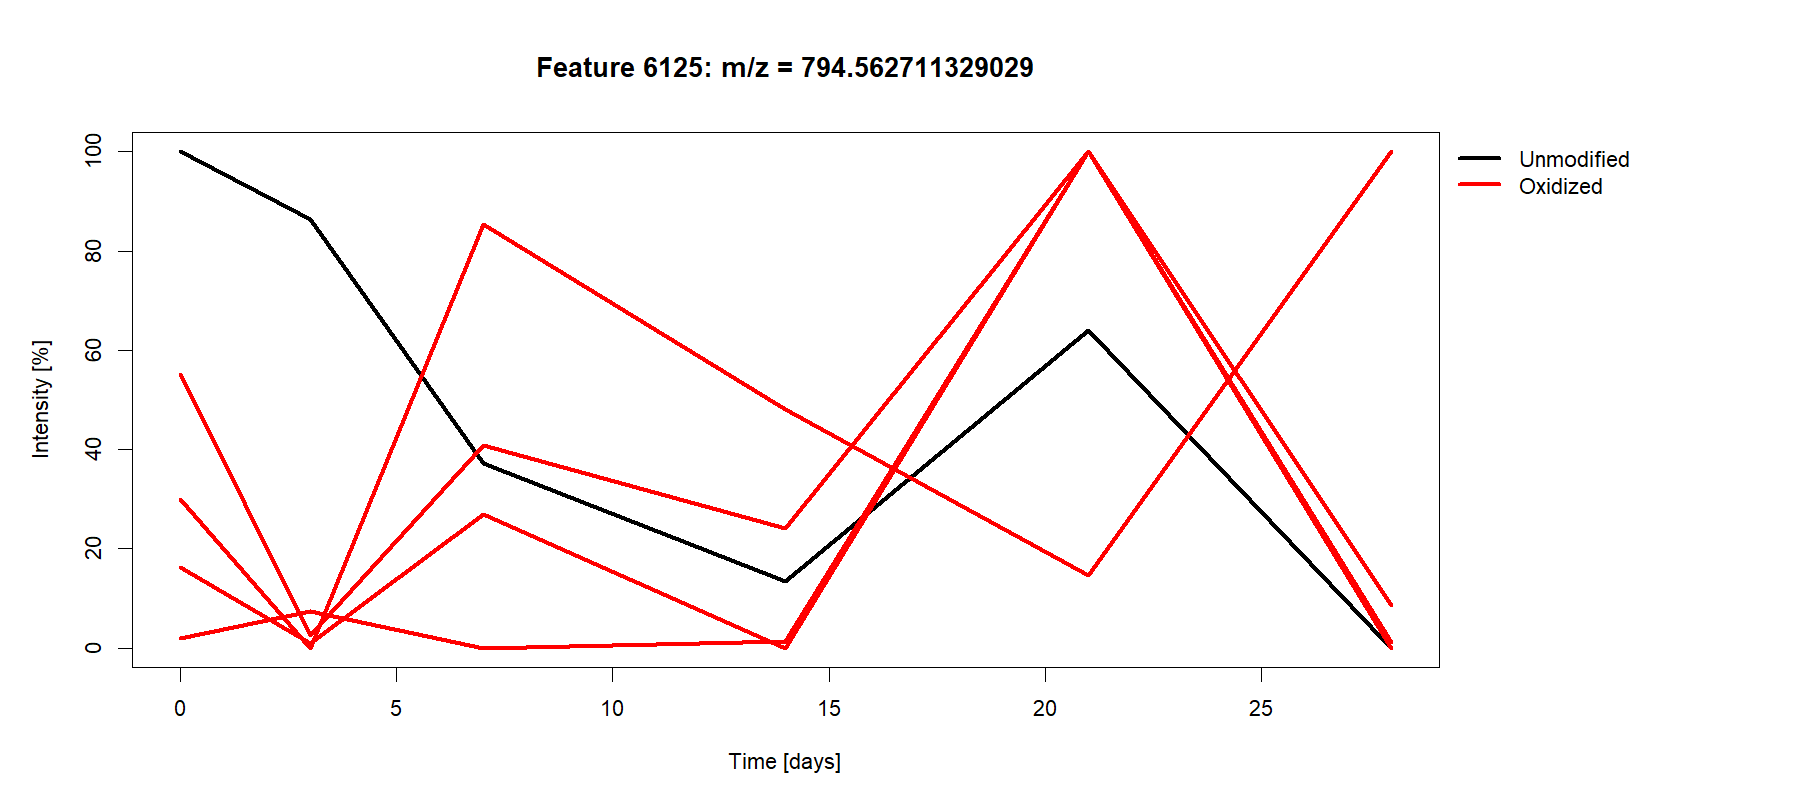 Feature 6125: m/z = 794.562711329029
Unmodified
Oxidized
Intensity [%]
100
80
60
40
20
0
0 5 10 15 20 25
Time [days]